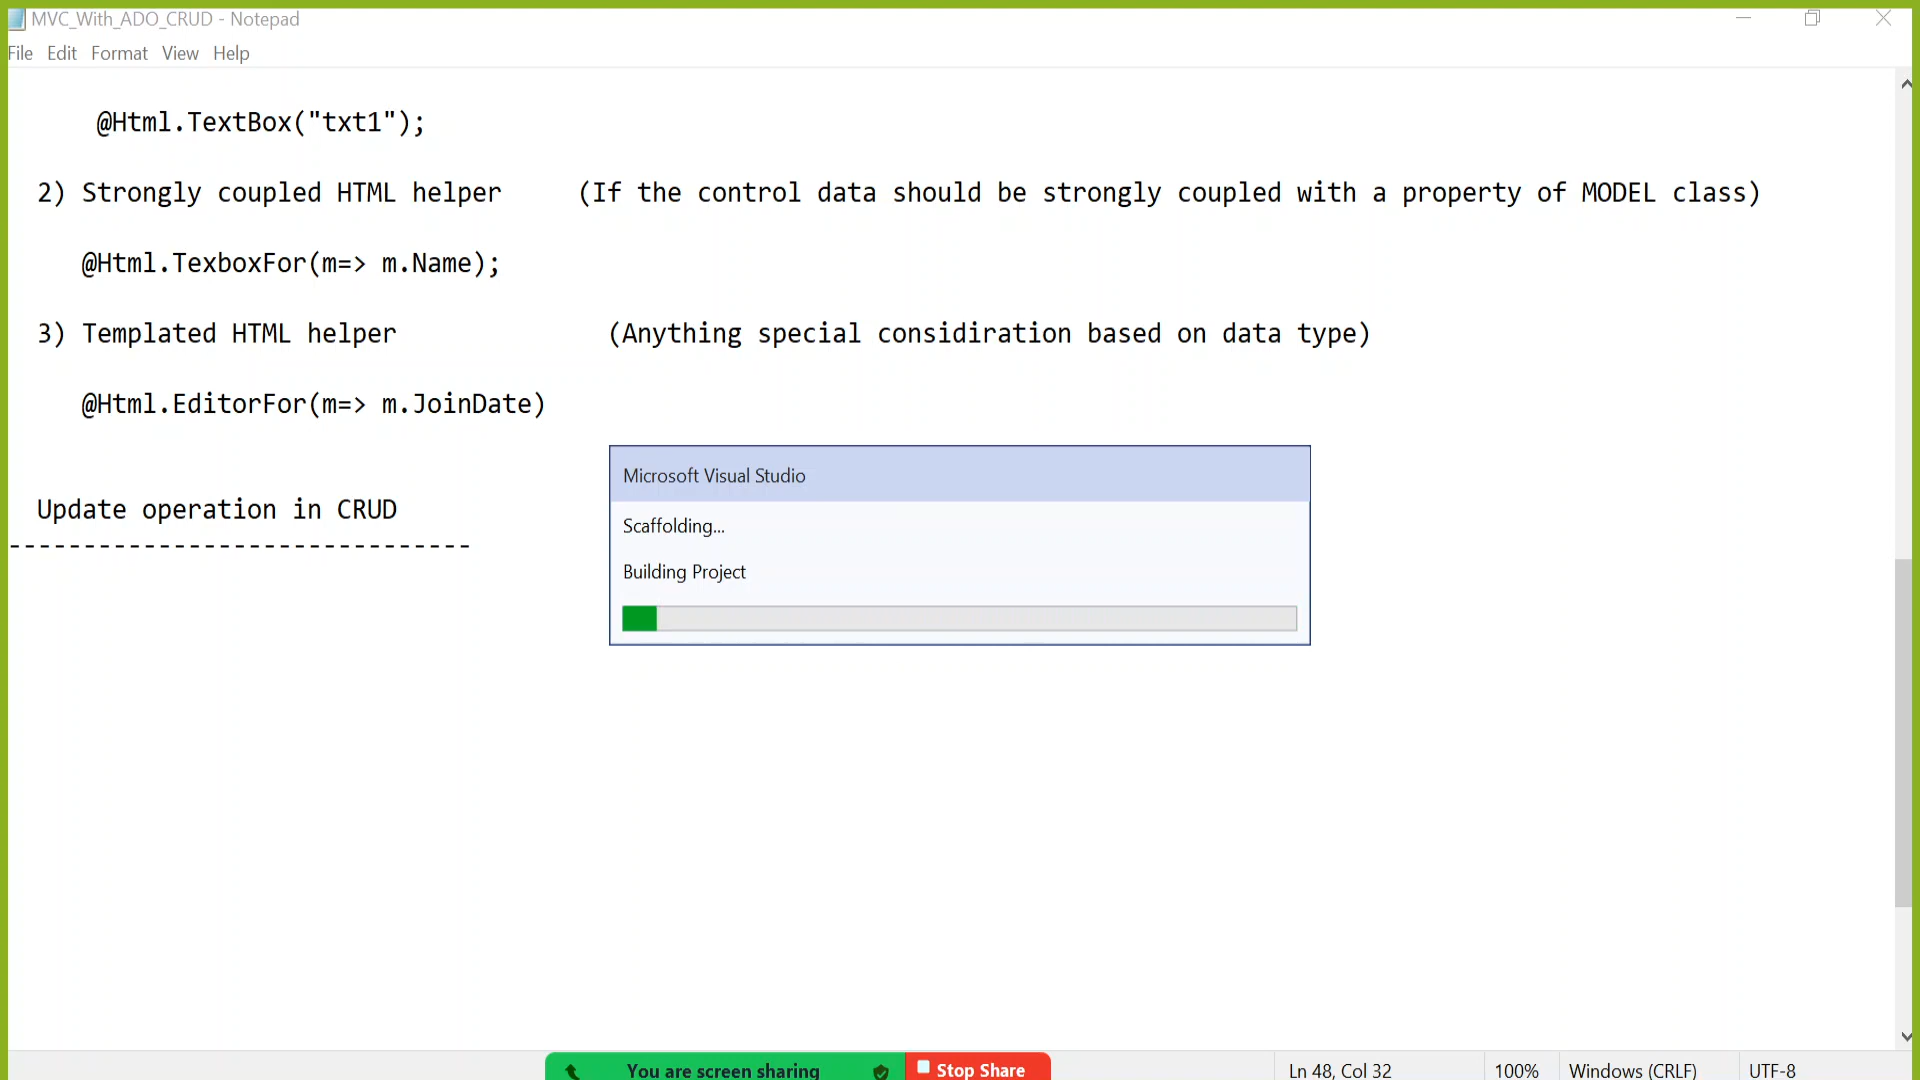 MVC_With_ADO_CRUD - Notepad
File Edit Format View Help
@Html.TextBox("txt1");
2) Strongly coupled HTML helper (If the control data should be strongly coupled with a property of MODEL class)
@Html.TexboxFor(m=> m.Name);
3) Templated HTML helper (Anything special considiration based on data type)
@Html.EditorFor(m=> m.JoinDate)
Microsoft Visual Studio
Scaffolding...
Update operation in CRUD
-------------------------------
Building Project
You are screen sharing Stop Share Ln 48, Col 32 100% Windows (CRLF) UTF-8